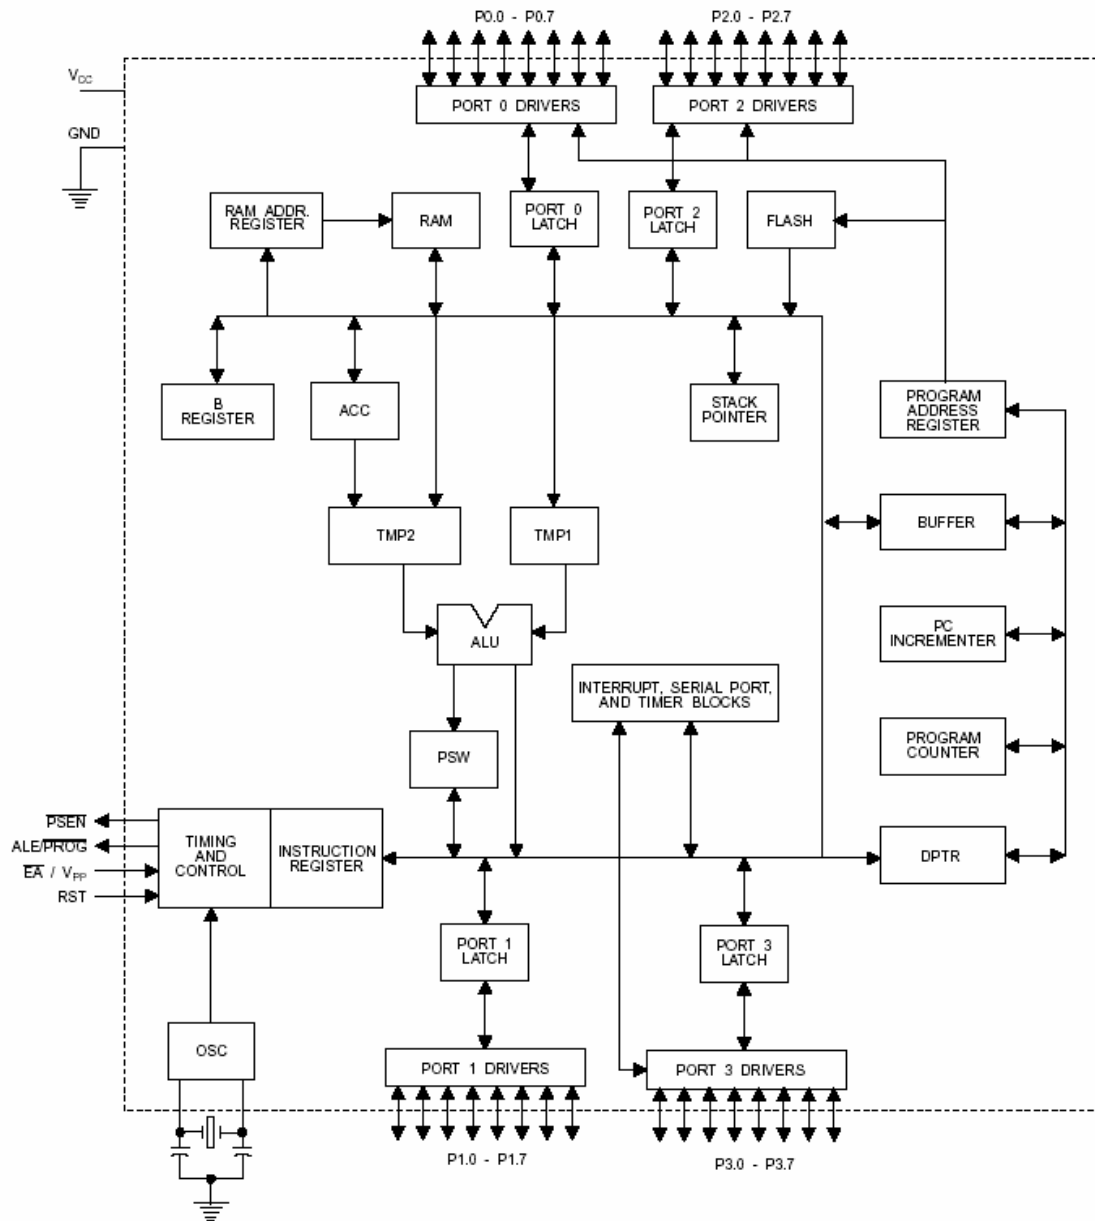 P0.0 - P0.7
P2.0 - P2.7
VCC
PORT 0 DRIVERS
PORT 2 DRIVERS
GND
RAM ADDR.
REGISTER
RAM
PORT 0
LATCH
PORT 2
LATCH
FLASH
B
REGISTER
ACC
STACK
POINTER
PROGRAM
ADDRESS
REGISTER
TMP2
TMP1
BUFFER
ALU
PC
INCREMENTER
INTERRUPT, SERIAL PORT,
AND TIMER BLOCKS
PSW
PROGRAM
COUNTER
PSEN
ALE/PROG
EA / VPP
RST
TIMING
AND
CONTROL
INSTRUCTION
REGISTER
DPTR
PORT 1
LATCH
PORT 3
LATCH
OSC
PORT 1 DRIVERS
PORT 3 DRIVERS
P1.0 - P1.7
P3.0 - P3.7